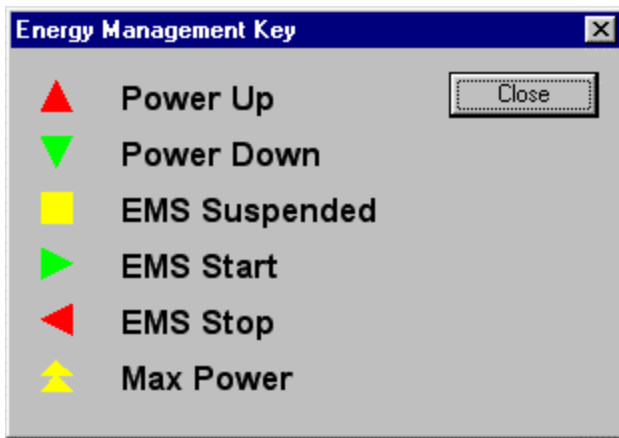 Energy Management Key
Power Up
Close
Power Down
EMS Suspended
EMS Start
EMS Stop
Max Power